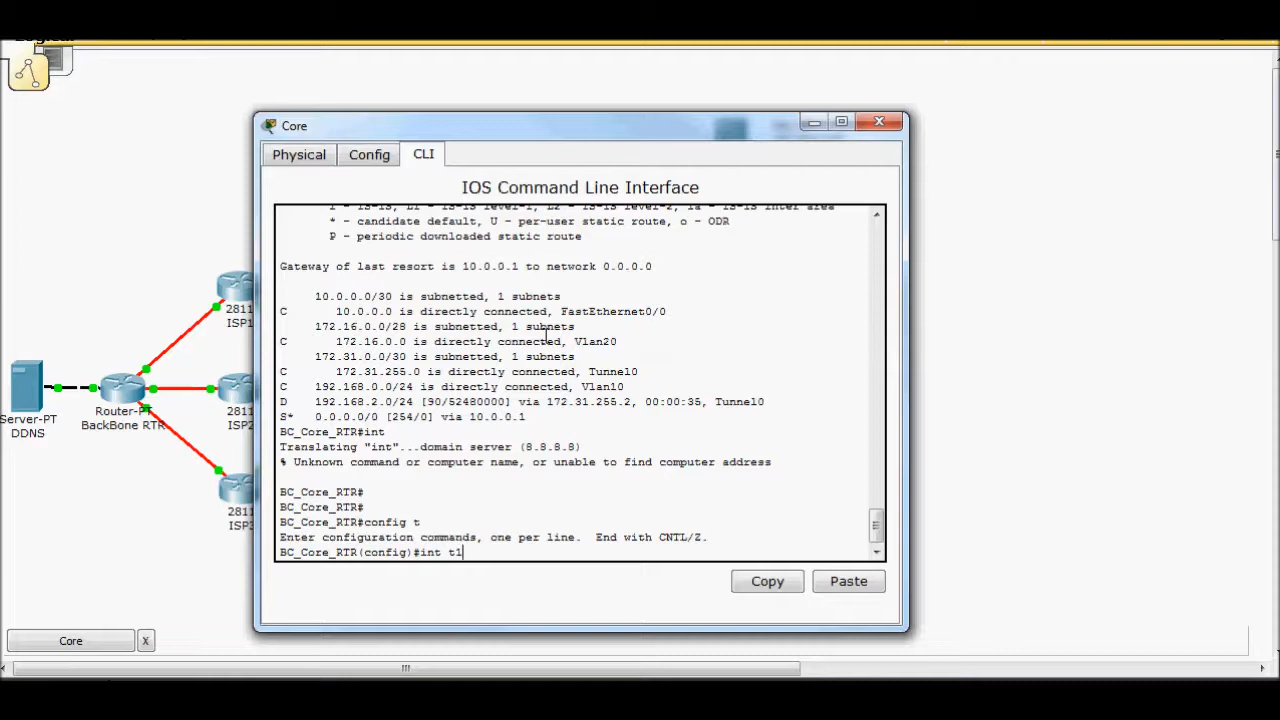 Core
Physical
Config
CLI
IOS Command Line Interface
* - candidate default, U - per-user static route, o - ODR
P - periodic downloaded static route
Gateway of last resort is 10.0.0.1 to network 0.0.0.0
10.0.0.0/30 is subnetted, 1 subnets
C 10.0.0.0 is directly connected, FastEthernet0/0
172.16.0.0/28 is subnetted, 1 subnets
C 172.16.0.0 is directly connected, Vlan20
172.31.0.0/30 is subnetted, 1 subnets
C 172.31.255.0 is directly connected, Tunnel0
C 192.168.0.0/24 is directly connected, Vlan10
D 192.168.2.0/24 [90/52480000] via 172.31.255.2, 00:00:35, Tunnel0
S* 0.0.0.0/0 [254/0] via 10.0.0.1
BC_Core_RTR#int
Translating "int"...domain server (8.8.8.8)
% Unknown command or computer name, or unable to find computer address
BC_Core_RTR#
BC_Core_RTR#
BC_Core_RTR#config t
Enter configuration commands, one per line. End with CNTL/Z.
BC_Core_RTR(config)#int t1
Copy
Paste
2811
ISP1
Server-PT
DDNS
Router-PT
BackBone RTR
2811
ISP2
2811
ISP3
Core
X